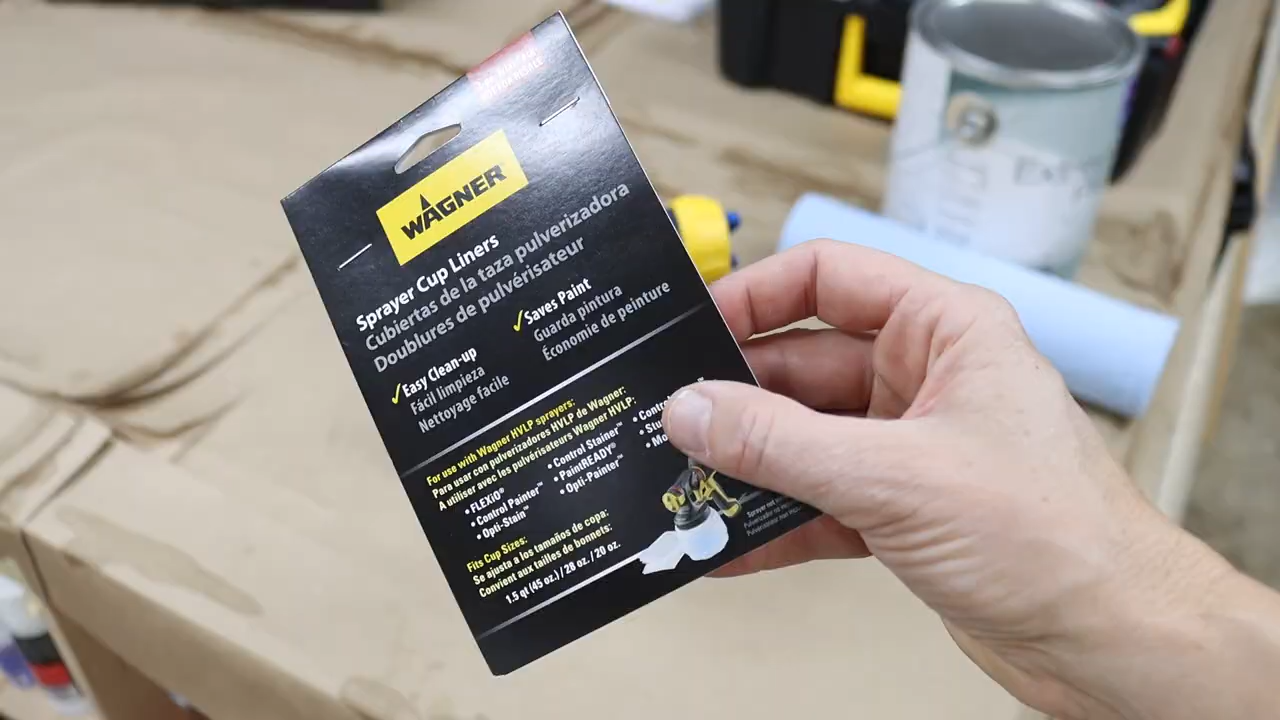 WAGNER®
Sprayer Cup Liners
Cubiertas de la taza pulverizadora
Doublures de pulvérisateur
✓Easy Clean-up
Fácil limpieza
Nettoyage facile
✓Saves Paint
Guarda pintura
Économie de peinture
For use with Wagner HVLP sprayers:
Para usar con pulverizadores HVLP de Wagner:
A utiliser avec les pulvérisateurs Wagner HVLP:
• FLEXiO®
• Control Painter™
• Opti-Stain™
• Control Stainer™
• PaintREADY®
• Opti-Painter™
Fits Cup Sizes:
Se ajusta a los tamaños de copa:
Convient aux tailles de bonnets:
1.5 qt (45 oz.) / 28 oz. / 20 oz.
Sprayer not